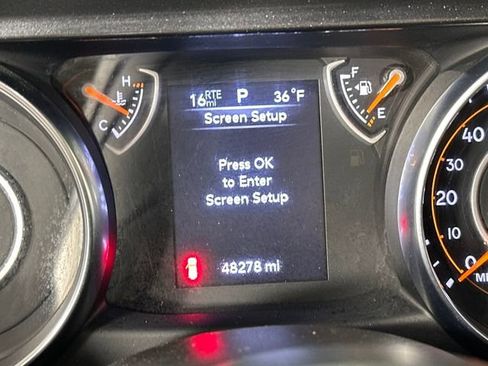 H
C
16 RTE mi
P
36°F
Screen Setup
Press OK
to Enter
Screen Setup
48278 mi
F
E
40
30
20
10
0